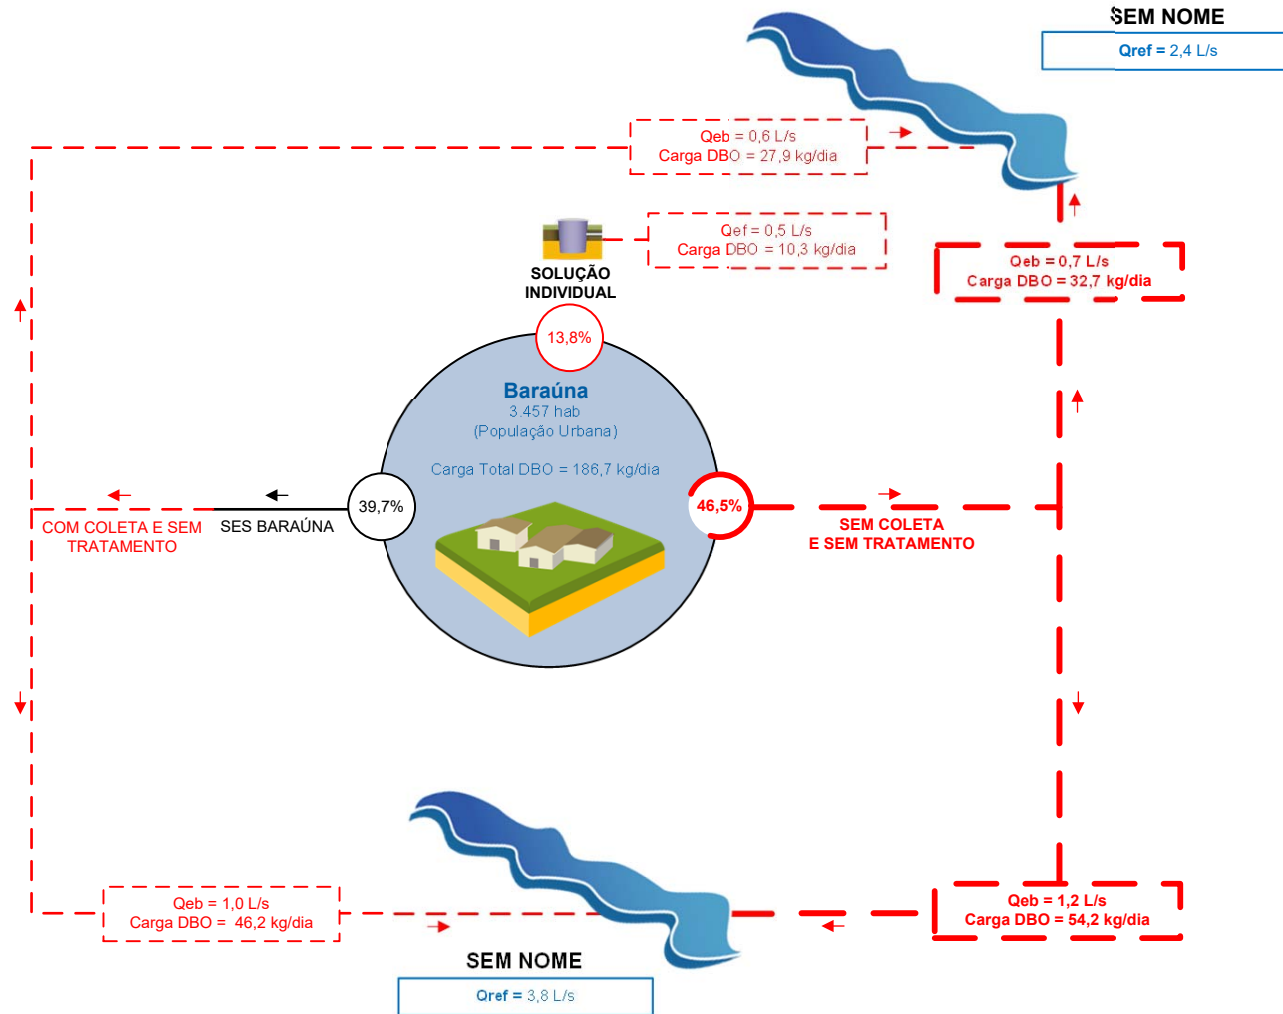 SEM NOME
Qref = 2,4 L/s
Qeb = 0,6 L/s
Carga DBO = 27,9 kg/dia
Qef = 0,5 L/s
Carga DBO = 10,3 kg/dia
Qeb = 0,7 L/s
Carga DBO = 32,7 kg/dia
SOLUÇÃO
INDIVIDUAL
13,8%
Baraúna
3.457 hab
(População Urbana)
Carga Total DBO = 186,7 kg/dia
39,7%
46,5%
COM COLETA E SEM
TRATAMENTO
SES BARAÚNA
SEM COLETA
E SEM TRATAMENTO
Qeb = 1,0 L/s
Carga DBO = 46,2 kg/dia
Qeb = 1,2 L/s
Carga DBO = 54,2 kg/dia
SEM NOME
Qref = 3,8 L/s